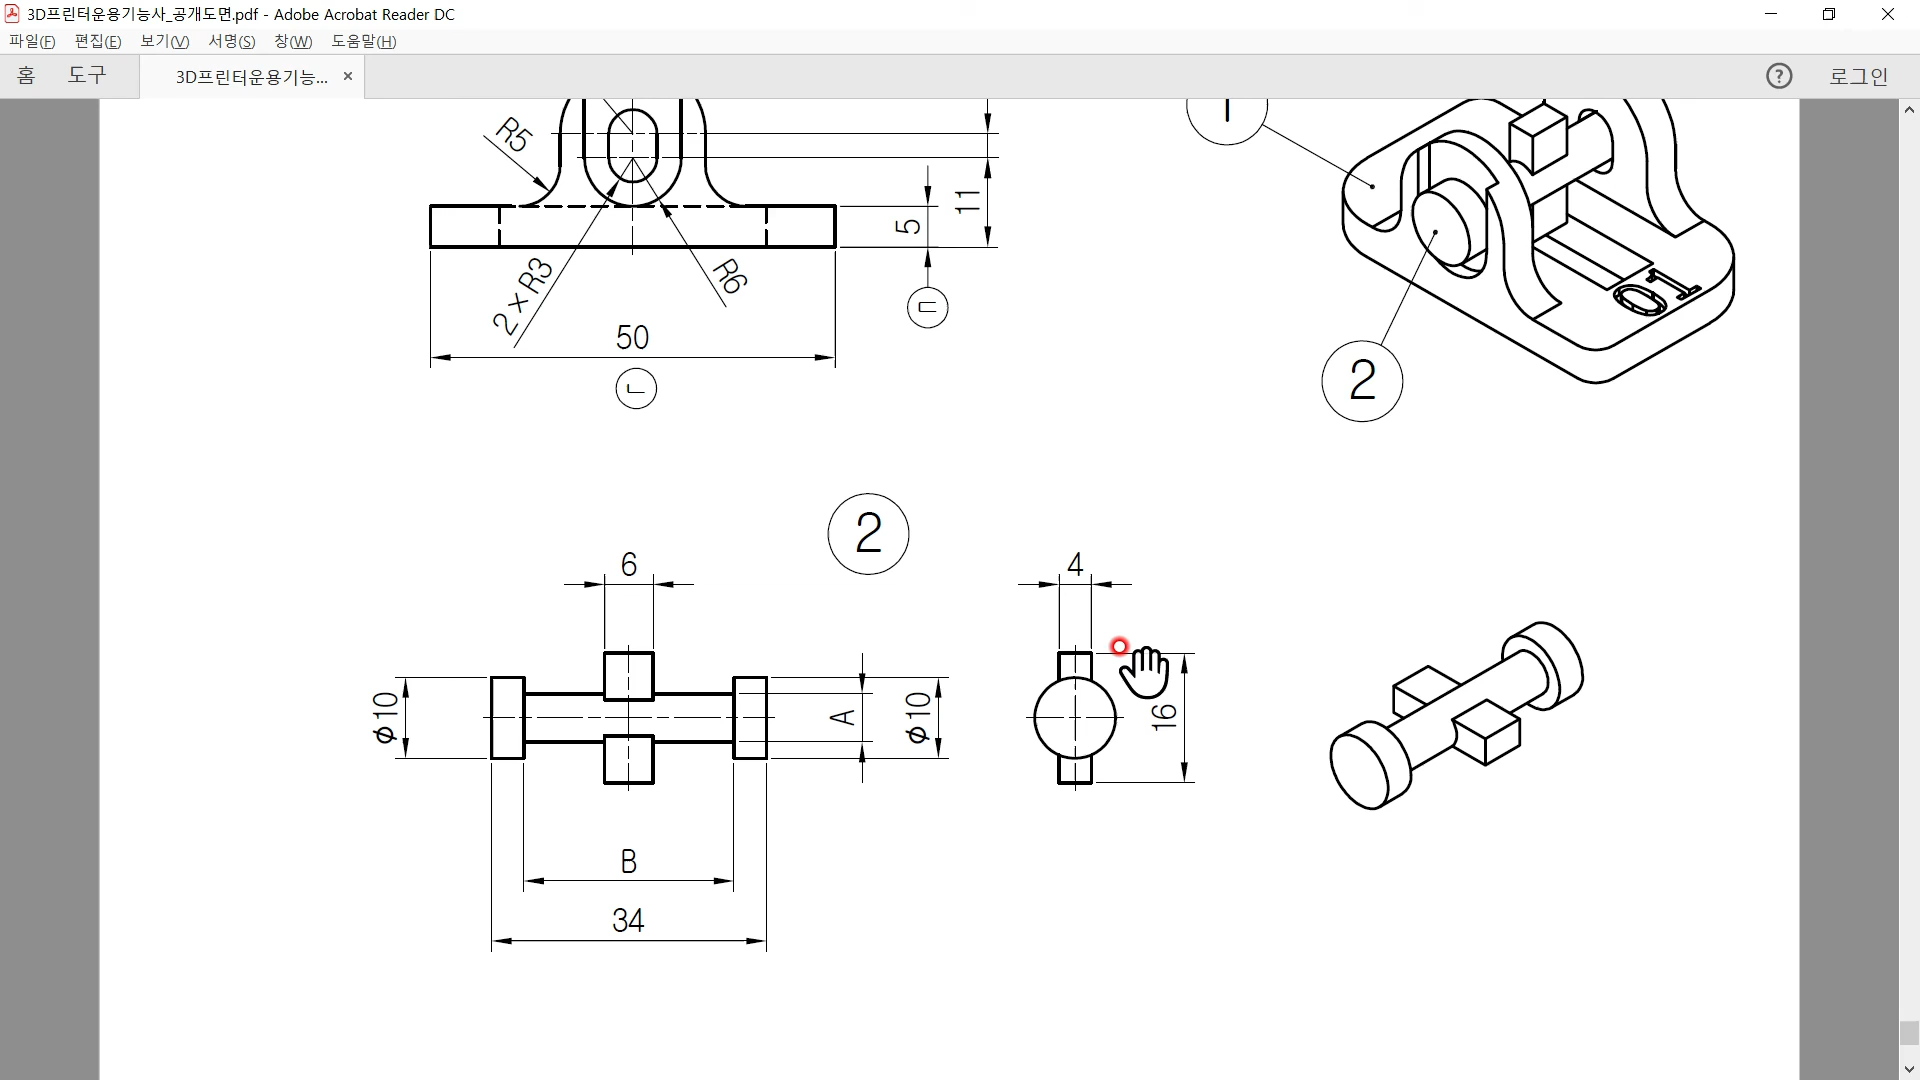 3D프린터운용기능사_공개도면.pdf - Adobe Acrobat Reader DC
파일(F) 편집(E) 보기(V) 서명(S) 창(W) 도움말(H)
홈 도구 3D프린터운용기능... × ? 로그인
1
R5
11
5
2×R3
R6
ㄷ
50
ㄴ
2
2
6
4
ϕ10
A
ϕ10
16
B
34